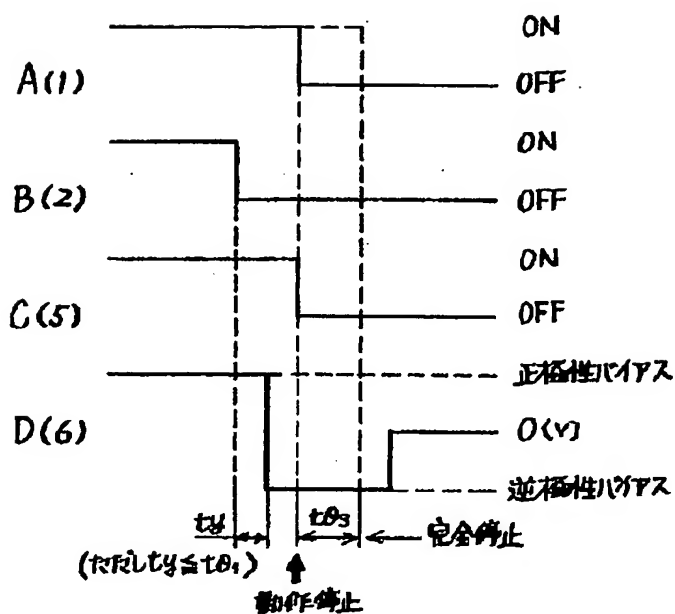 ON
A(1)
OFF
ON
B(2)
OFF
ON
C(5)
OFF
正極性バイアス
D(6)
0(V)
逆極性バイアス
ty
tθ3
完全停止
(ただしty≦tθ1)
動作停止